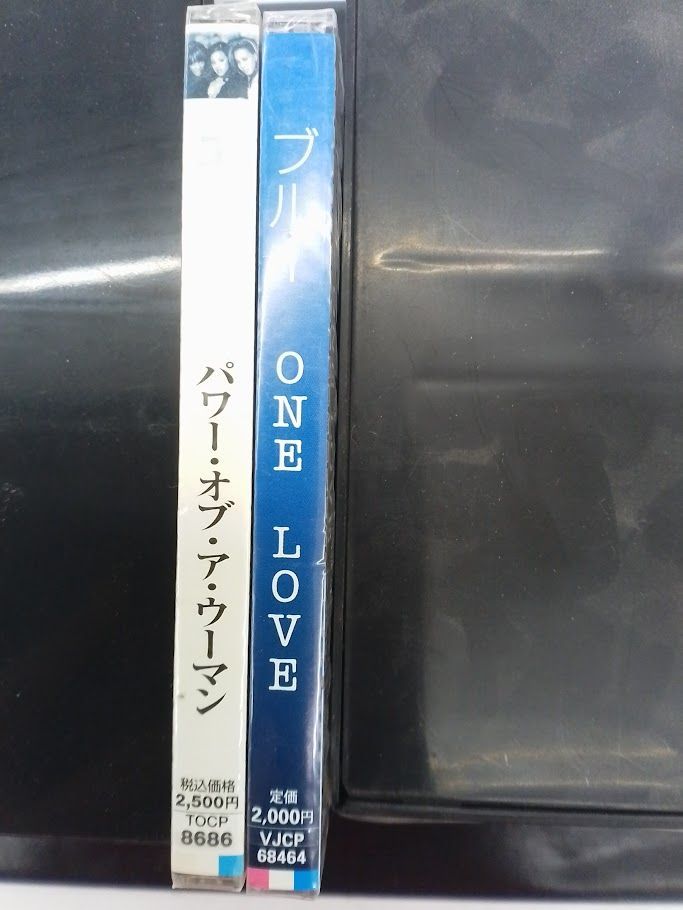 パワー・オブ・ア・ウーマン
税込価格
2,500円
TOCP
8686
ブルー
ONE LOVE
定価
2,000円
VJCP
68464